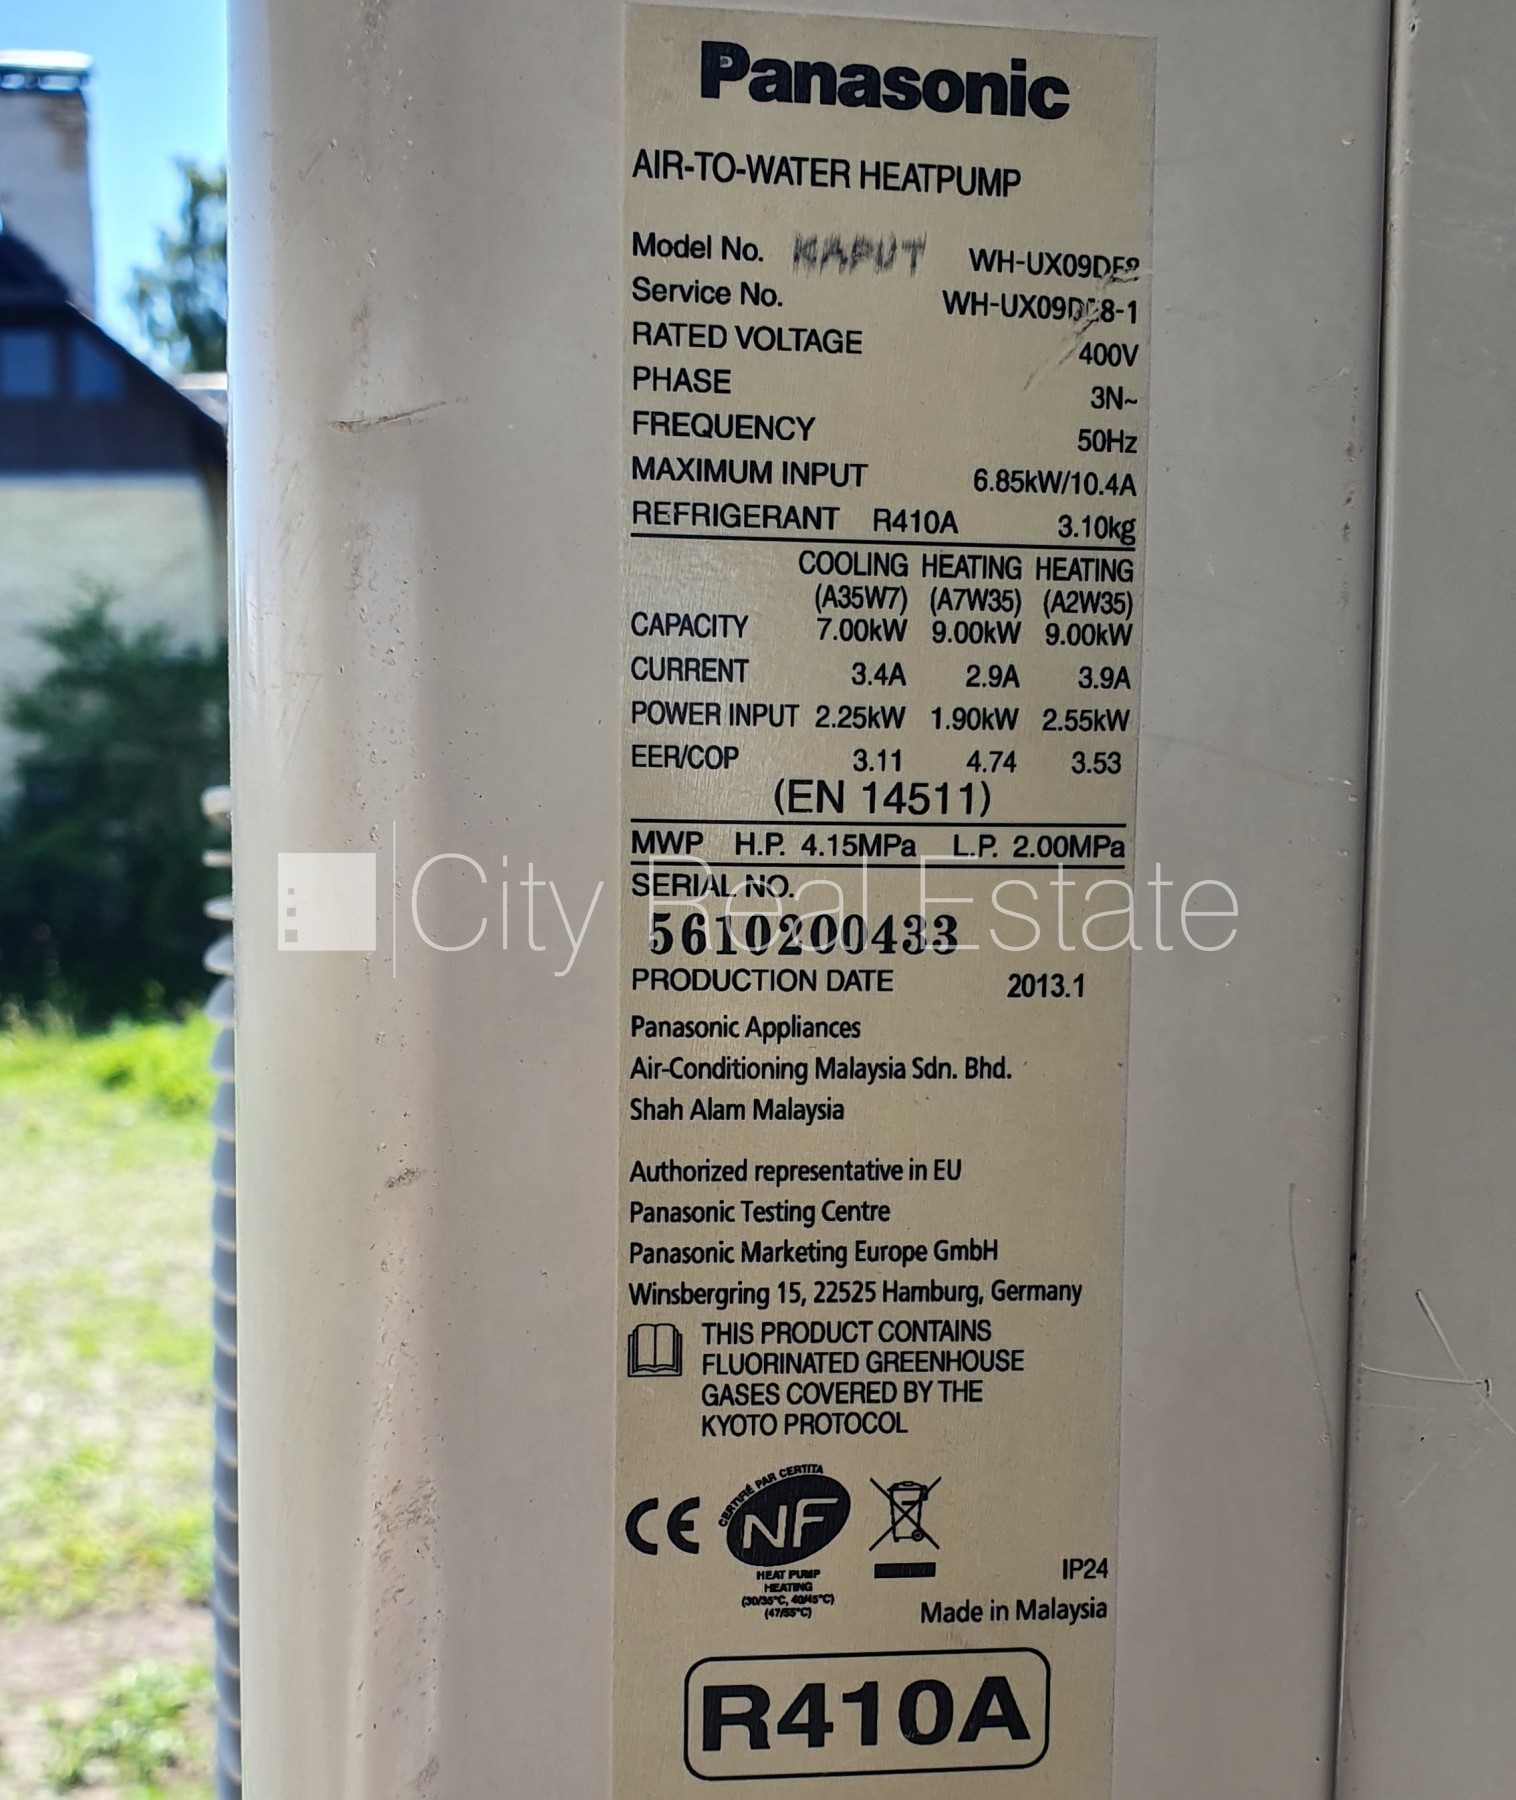 Panasonic
AIR-TO-WATER HEATPUMP
Model No. KAPUT WH-UX09DE8
Service No. WH-UX09DE8-1
RATED VOLTAGE 400V
PHASE 3N~
FREQUENCY 50Hz
MAXIMUM INPUT 6.85kW/10.4A
REFRIGERANT R410A 3.10kg
COOLING HEATING HEATING
(A35W7) (A7W35) (A2W35)
CAPACITY 7.00kW 9.00kW 9.00kW
CURRENT 3.4A 2.9A 3.9A
POWER INPUT 2.25kW 1.90kW 2.55kW
EER/COP 3.11 4.74 3.53
(EN 14511)
MWP H.P. 4.15MPa L.P. 2.00MPa
SERIAL NO.
City Real Estate
5610200433
PRODUCTION DATE 2013.1
Panasonic Appliances
Air-Conditioning Malaysia Sdn. Bhd.
Shah Alam Malaysia
Authorized representative in EU
Panasonic Testing Centre
Panasonic Marketing Europe GmbH
Winsbergring 15, 22525 Hamburg, Germany
THIS PRODUCT CONTAINS
FLUORINATED GREENHOUSE
GASES COVERED BY THE
KYOTO PROTOCOL
CERTIFIÉ PAR CERTITA
CE NF
HEAT PUMP
HEATING
(30/35°C, 40/45°C)
(47/55°C)
IP24
Made in Malaysia
R410A